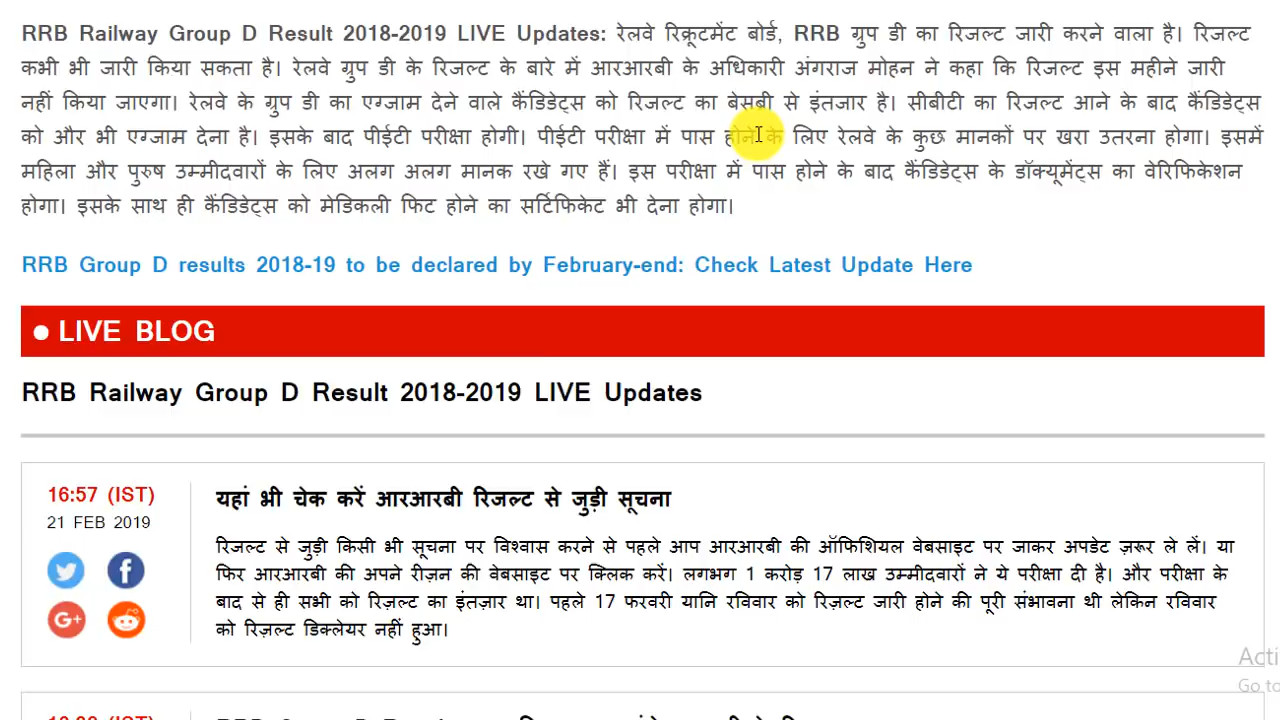 RRB Railway Group D Result 2018-2019 LIVE Updates: रेलवे रिक्रूटमेंट बोर्ड, RRB ग्रुप डी का रिजल्ट जारी करने वाला है। रिजल्ट
कभी भी जारी किया सकता है। रेलवे ग्रुप डी के रिजल्ट के बारे में आरआरबी के अधिकारी अंगराज मोहन ने कहा कि रिजल्ट इस महीने जारी
नहीं किया जाएगा। रेलवे के ग्रुप डी का एग्जाम देने वाले कैंडिडेट्स को रिजल्ट का बेसब्री से इंतजार है। सीबीटी का रिजल्ट आने के बाद कैंडिडेट्स
को और भी एग्जाम देना है। इसके बाद पीईटी परीक्षा होगी। पीईटी परीक्षा में पास होने के लिए रेलवे के कुछ मानकों पर खरा उतरना होगा। इसमें
महिला और पुरुष उम्मीदवारों के लिए अलग अलग मानक रखे गए हैं। इस परीक्षा में पास होने के बाद कैंडिडेट्स के डॉक्यूमेंट्स का वेरिफिकेशन
होगा। इसके साथ ही कैंडिडेट्स को मेडिकली फिट होने का सर्टिफिकेट भी देना होगा।
RRB Group D results 2018-19 to be declared by February-end: Check Latest Update Here
LIVE BLOG
RRB Railway Group D Result 2018-2019 LIVE Updates
16:57 (IST)
21 FEB 2019
यहां भी चेक करें आरआरबी रिजल्ट से जुड़ी सूचना
रिजल्ट से जुड़ी किसी भी सूचना पर विश्वास करने से पहले आप आरआरबी की ऑफिशियल वेबसाइट पर जाकर अपडेट ज़रूर ले लें। या
फिर आरआरबी की अपने रीज़न की वेबसाइट पर क्लिक करें। लगभग 1 करोड़ 17 लाख उम्मीदवारों ने ये परीक्षा दी है। और परीक्षा के
बाद से ही सभी को रिज़ल्ट का इंतज़ार था। पहले 17 फरवरी यानि रविवार को रिज़ल्ट जारी होने की पूरी संभावना थी लेकिन रविवार
को रिज़ल्ट डिक्लेयर नहीं हुआ।
Acti
Go to